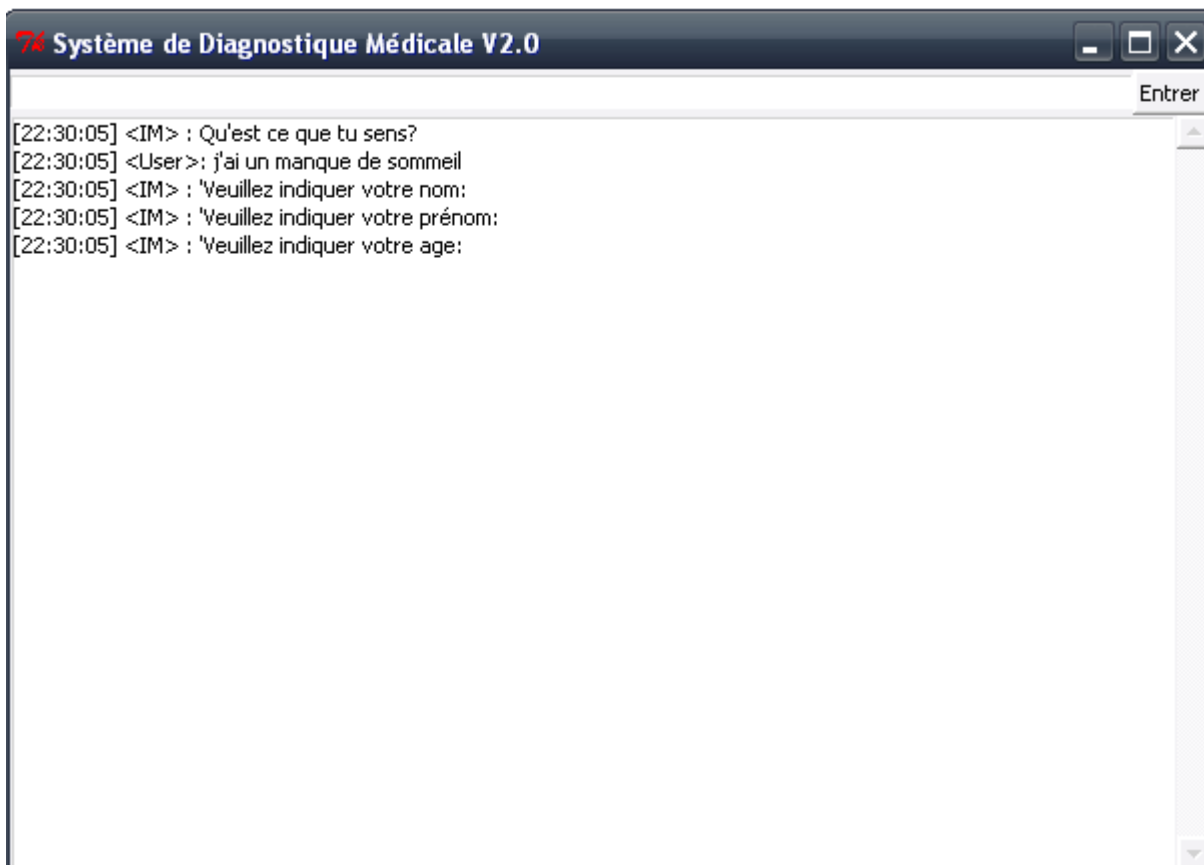 Système de Diagnostique Médicale V2.0
Entrer
[22:30:05] <IM> : Qu'est ce que tu sens?
[22:30:05] <User>: j'ai un manque de sommeil
[22:30:05] <IM> : 'Veuillez indiquer votre nom:
[22:30:05] <IM> : 'Veuillez indiquer votre prénom:
[22:30:05] <IM> : 'Veuillez indiquer votre age: